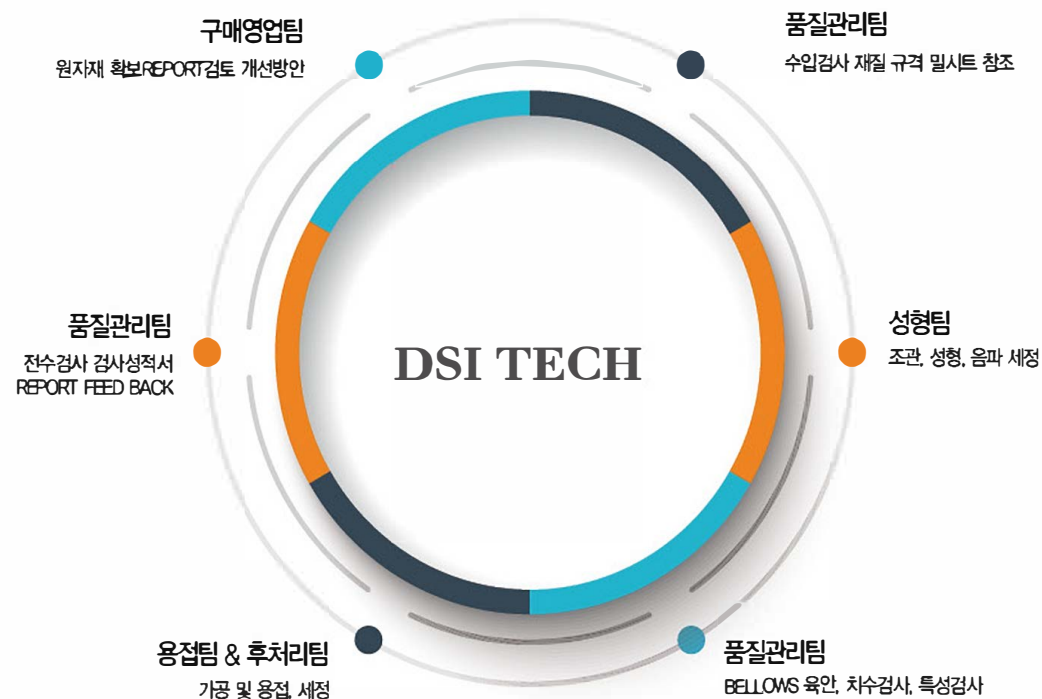 구매영업팀
원자재 확보REPORT검토 개선방안
품질관리팀
수입검사 재질 규격 밀시트 참조
품질관리팀
전수검사 검사성적서
REPORT FEED BACK
DSI TECH
성형팀
조관, 성형, 음파 세정
용접팀 & 후처리팀
가공 및 용접, 세정
품질관리팀
BELLOWS 육안, 치수검사, 특성검사